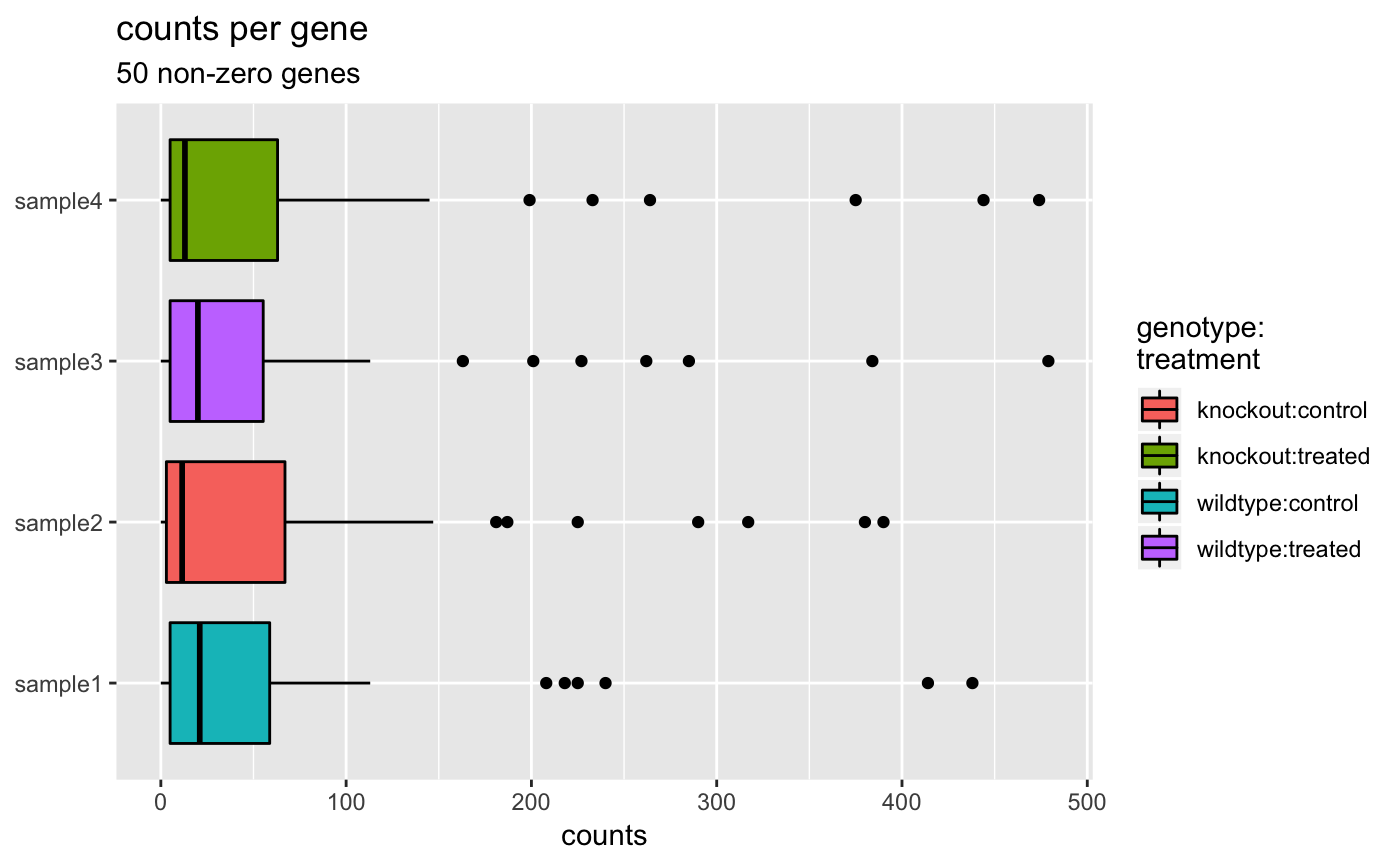 counts per gene
50 non-zero genes
sample4
sample3
sample2
sample1
0 100 200 300 400 500
counts
genotype:
treatment
knockout:control
knockout:treated
wildtype:control
wildtype:treated